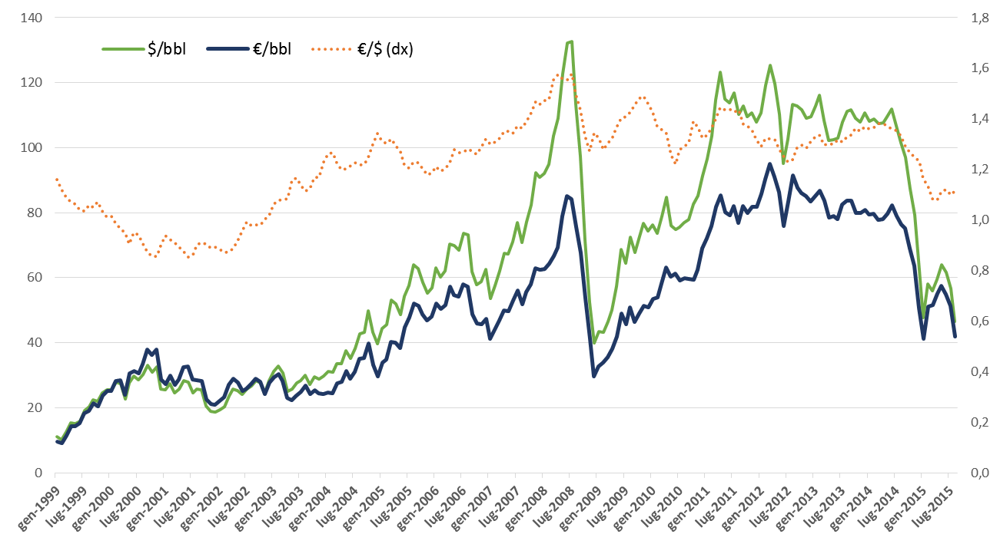 $/bbl €/bbl €/$ (dx)
140
120
100
80
60
40
20
0
1,8
1,6
1,4
1,2
1,0
0,8
0,6
0,4
0,2
0,0
gen-1999
lug-1999
gen-2000
lug-2000
gen-2001
lug-2001
gen-2002
lug-2002
gen-2003
lug-2003
gen-2004
lug-2004
gen-2005
lug-2005
gen-2006
lug-2006
gen-2007
lug-2007
gen-2008
lug-2008
gen-2009
lug-2009
gen-2010
lug-2010
gen-2011
lug-2011
gen-2012
lug-2012
gen-2013
lug-2013
gen-2014
lug-2014
gen-2015
lug-2015